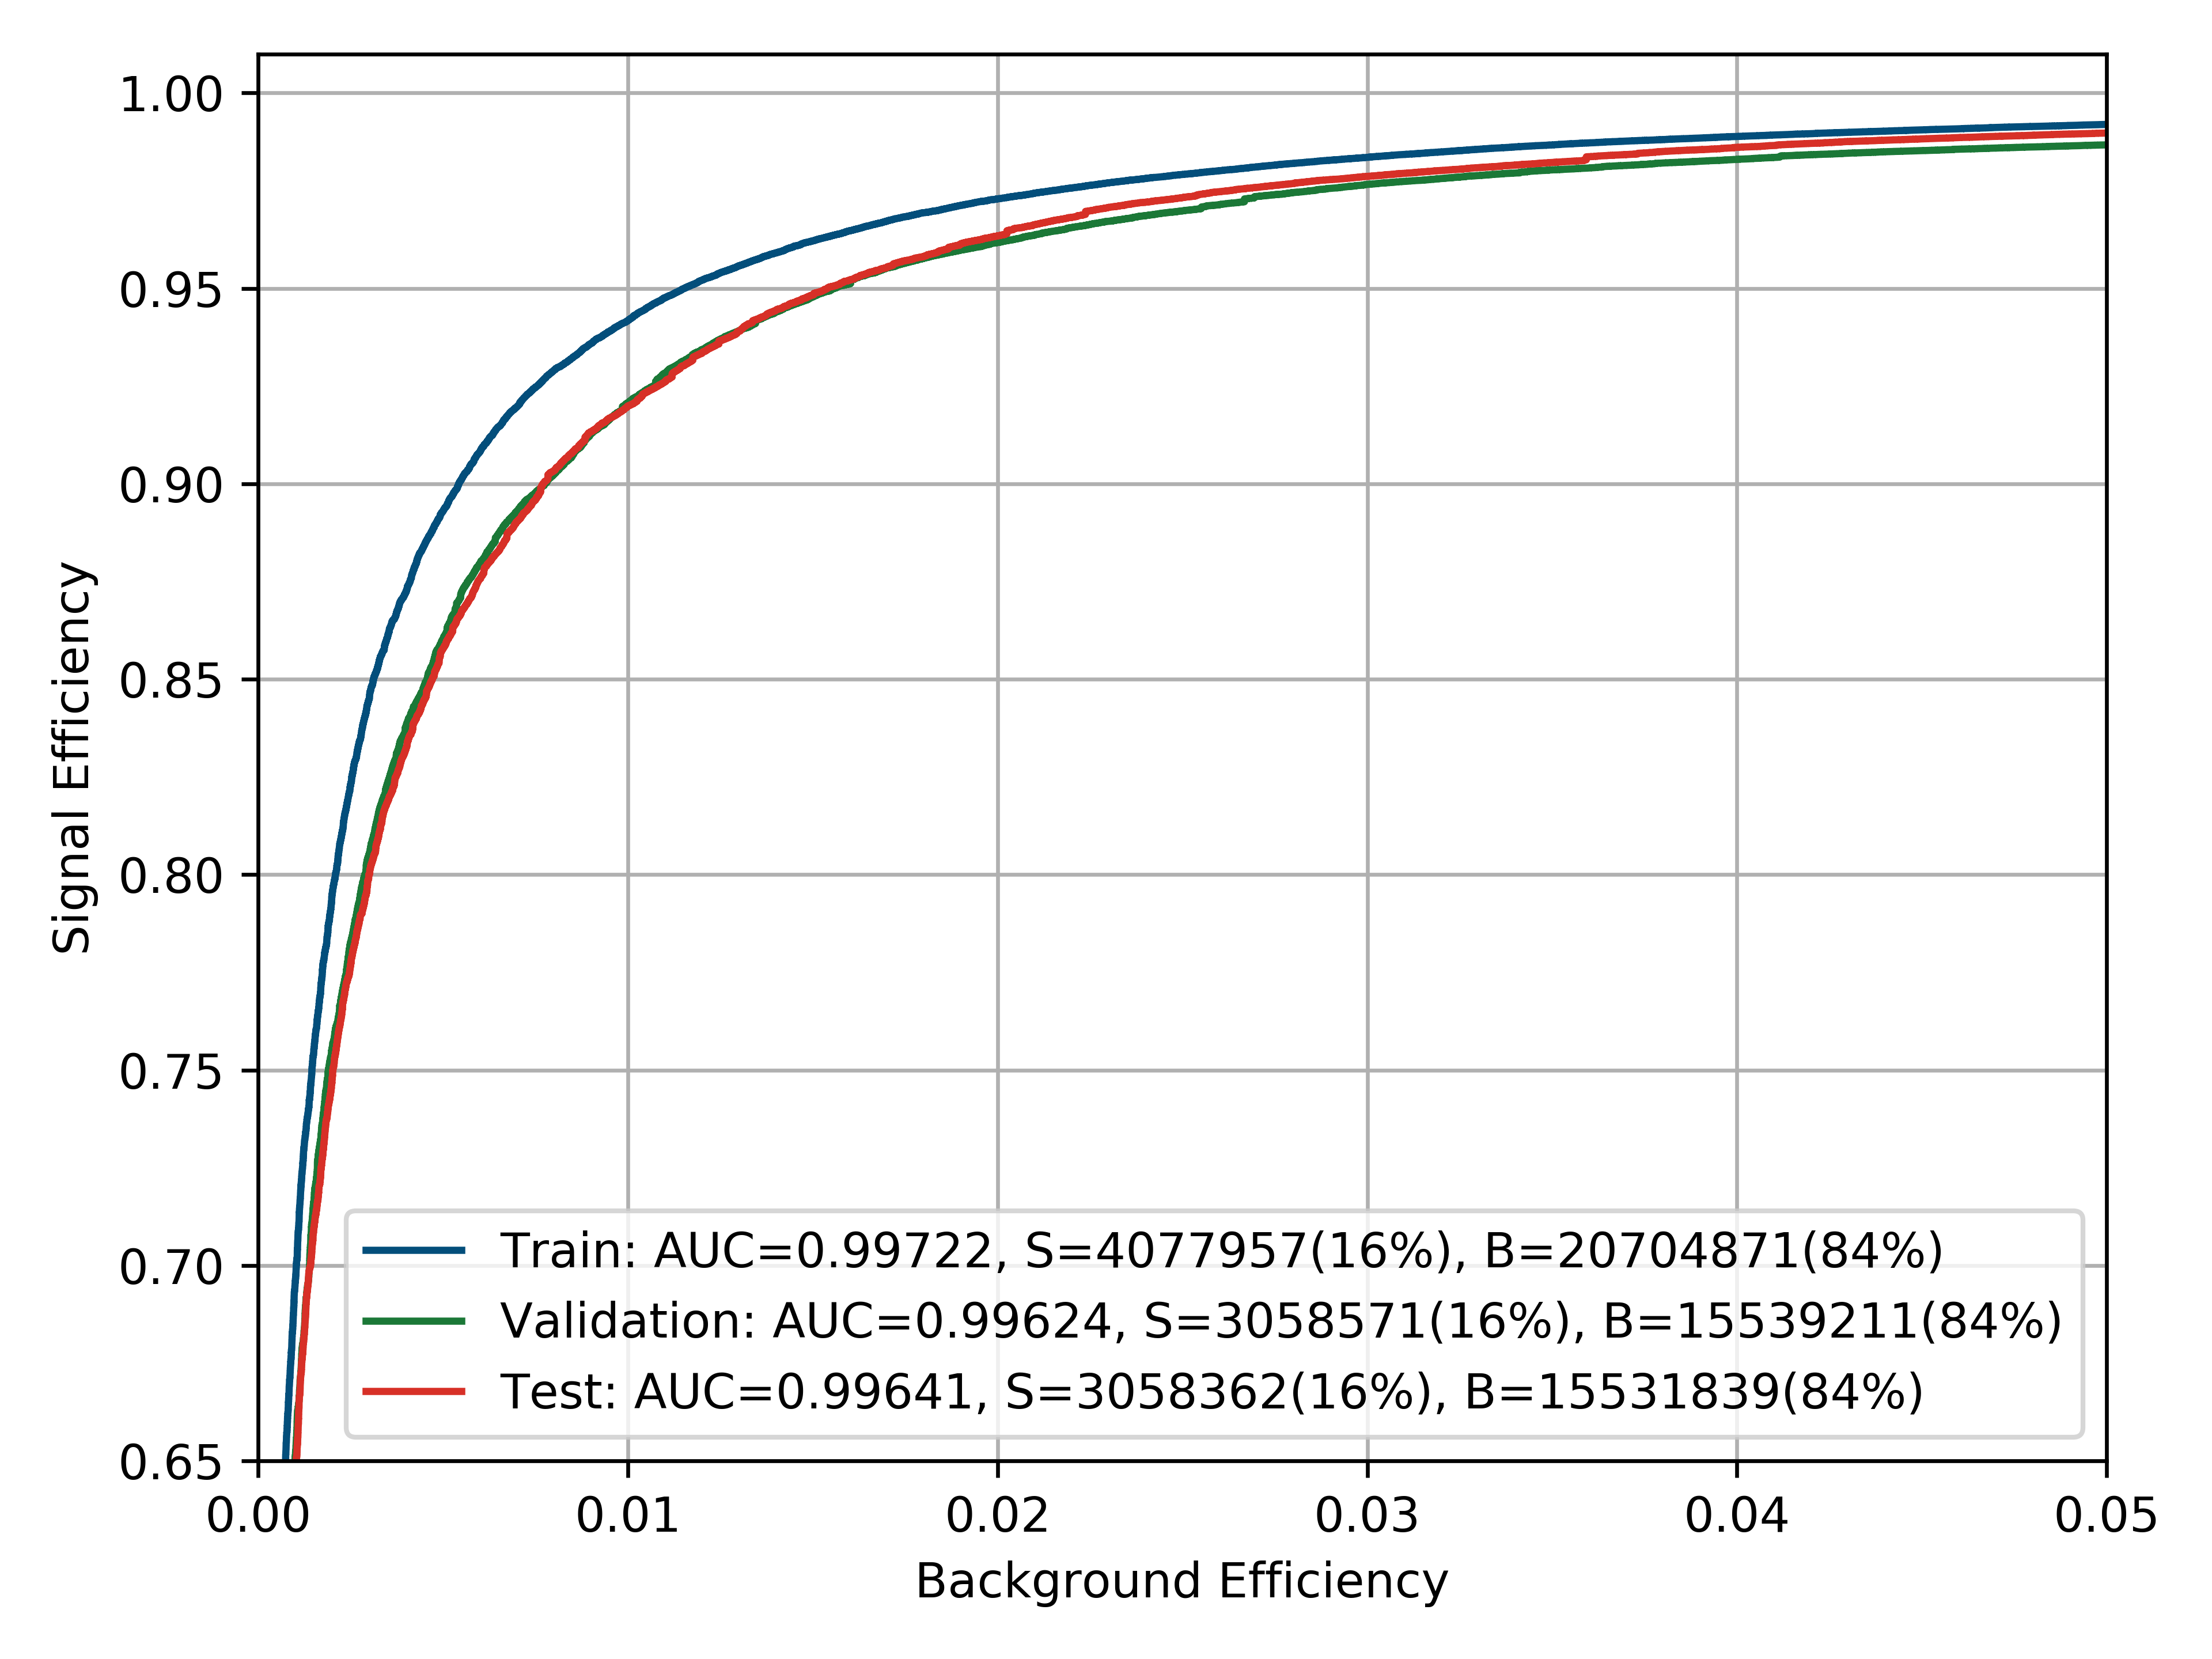 1.00
0.95
0.90
0.85
0.80
0.75
0.70
0.65
Signal Efficiency
Train: AUC=0.99722, S=4077957(16%), B=20704871(84%)
Validation: AUC=0.99624, S=3058571(16%), B=15539211(84%)
Test: AUC=0.99641, S=3058362(16%), B=15531839(84%)
0.00 0.01 0.02 0.03 0.04 0.05
Background Efficiency